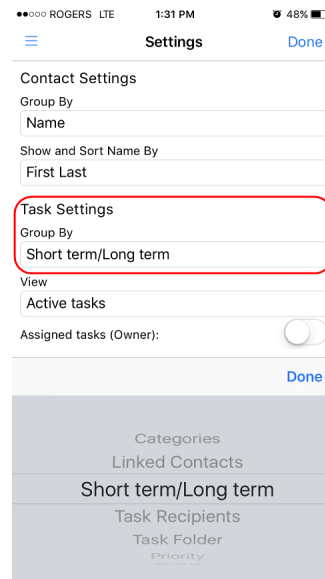 ROGERS LTE 1:31 PM 48%
Settings Done
Contact Settings
Group By
Name
Show and Sort Name By
First Last
Task Settings
Group By
Short term/Long term
View
Active tasks
Assigned tasks (Owner):
Done
Categories
Linked Contacts
Short term/Long term
Task Recipients
Task Folder
Priority